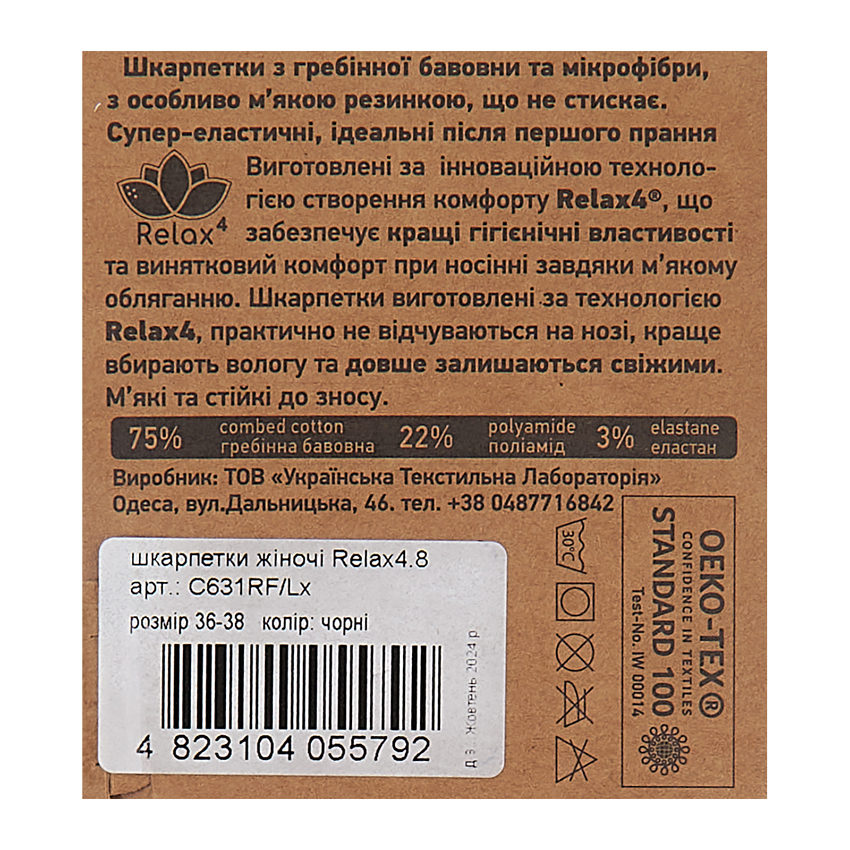 Шкарпетки з гребінної бавовни та мікрофібри,
з особливо м’якою резинкою, що не стискає.
Супер-еластичні, ідеальні після першого прання
Виготовлені за інноваційною техноло-
гією створення комфорту Relax4®, що
Relax4
забезпечує кращі гігієнічні властивості
та винятковий комфорт при носінні завдяки м’якому
обляганню. Шкарпетки виготовлені за технологією
Relax4, практично не відчуваються на нозі, краще
вбирають вологу та довше залишаються свіжими.
М’які та стійкі до зносу.
75% combed cotton 22% polyamide 3% elastane
гребінна бавовна поліамід еластан
Виробник: ТОВ «Українська Текстильна Лабораторія»
Одеса, вул.Дальницька, 46. тел. +38 0487716842
шкарпетки жіночі Relax4.8
арт.: C631RF/Lx
розмір 36-38 колір: чорні
4 823104 055792
Д.В. Жовтень 2024 р.
30°C
OEKO-TEX®
CONFIDENCE IN TEXTILES
STANDARD 100
Test-No. IW 00014